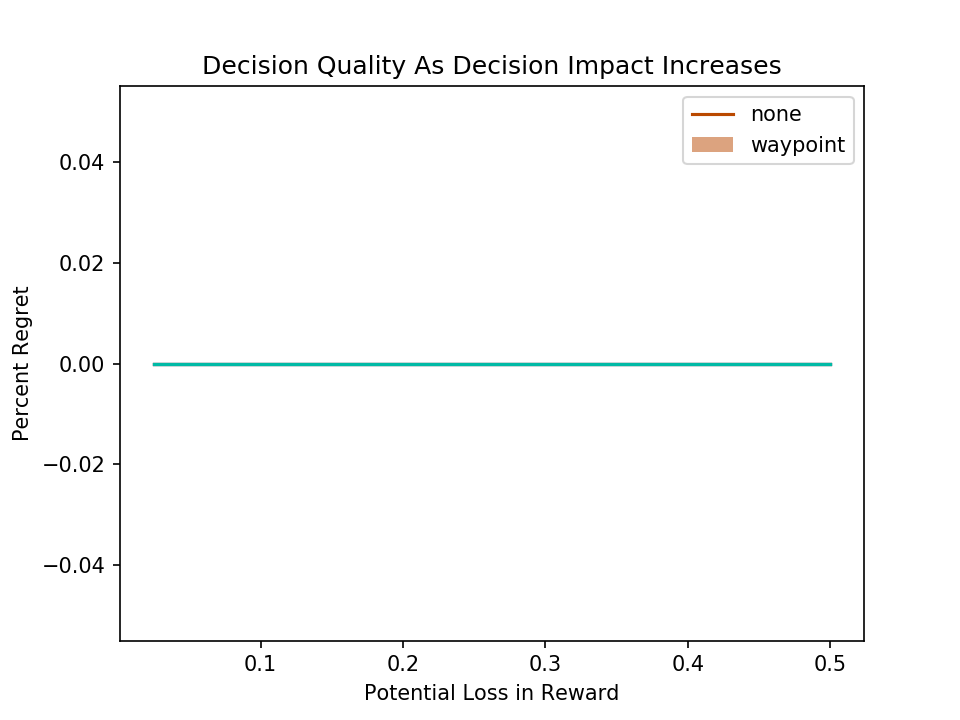 Decision Quality As Decision Impact Increases
none
waypoint
0.04
0.02
0.00
−0.02
−0.04
Percent Regret
0.1 0.2 0.3 0.4 0.5
Potential Loss in Reward